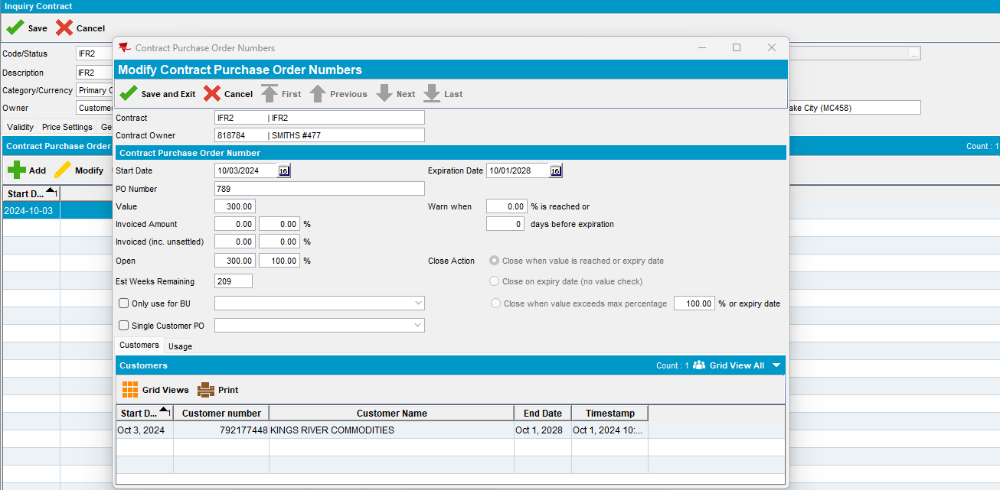 Inquiry Contract
Save Cancel
Code/Status IFR2 ...
Description IFR2
Category/Currency Primary
Owner Custome ake City (MC458)
Validity Price Settings Ge
Contract Purchase Order Count : 1
Add Modify
Start D... 1
2024-10-03
Contract Purchase Order Numbers
Modify Contract Purchase Order Numbers
Save and Exit Cancel First Previous Next Last
Contract IFR2 | IFR2
Contract Owner 818784 | SMITHS #477
Contract Purchase Order Number
Start Date 10/03/2024 16 Expiration Date 10/01/2028 16
PO Number 789
Value 300.00 Warn when 0.00 % is reached or
Invoiced Amount 0.00 0.00 % 0 days before expiration
Invoiced (inc. unsettled) 0.00 0.00 %
Open 300.00 100.00 % Close Action Close when value is reached or expiry date
Est Weeks Remaining 209 Close on expiry date (no value check)
Only use for BU Close when value exceeds max percentage 100.00 % or expiry date
Single Customer PO
Customers Usage
Customers Count : 1 Grid View All
Grid Views Print
Start D... 1 Customer number Customer Name End Date Timestamp
Oct 3, 2024 792177448 KINGS RIVER COMMODITIES Oct 1, 2028 Oct 1, 2024 10:...